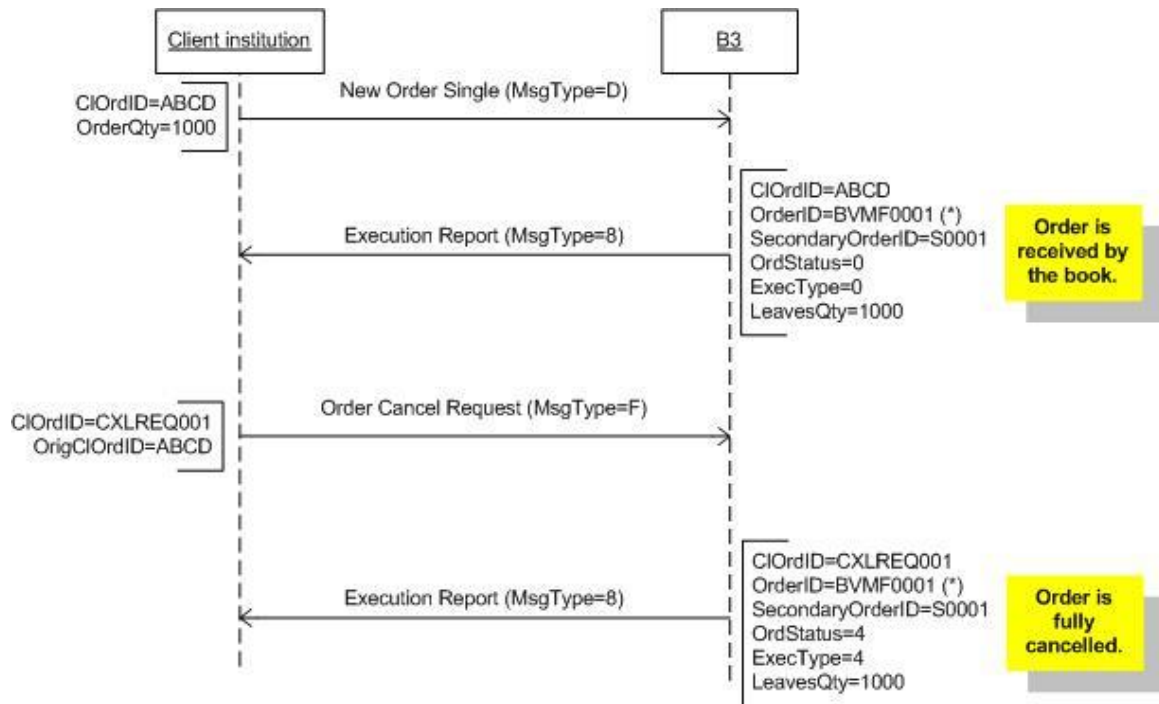 Client institution
B3
New Order Single (MsgType=D)
ClOrdID=ABCD
OrderQty=1000
ClOrdID=ABCD
OrderID=BVMF0001 (*)
SecondaryOrderID=S0001
OrdStatus=0
ExecType=0
LeavesQty=1000
Execution Report (MsgType=8)
Order is
received by
the book.
Order Cancel Request (MsgType=F)
ClOrdID=CXLREQ001
OrigClOrdID=ABCD
ClOrdID=CXLREQ001
OrderID=BVMF0001 (*)
SecondaryOrderID=S0001
OrdStatus=4
ExecType=4
LeavesQty=1000
Execution Report (MsgType=8)
Order is
fully
cancelled.